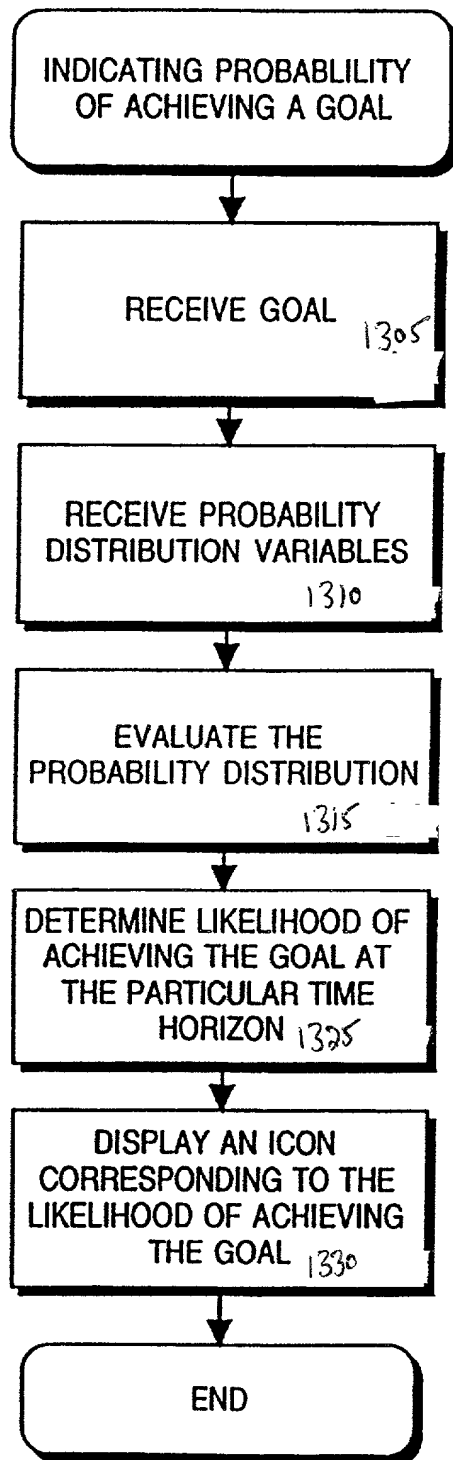 INDICATING PROBABLILITY
OF ACHIEVING A GOAL
RECEIVE GOAL
1305
RECEIVE PROBABILITY
DISTRIBUTION VARIABLES
1310
EVALUATE THE
PROBABILITY DISTRIBUTION
1315
DETERMINE LIKELIHOOD OF
ACHIEVING THE GOAL AT
THE PARTICULAR TIME
HORIZON 1325
DISPLAY AN ICON
CORRESPONDING TO THE
LIKELIHOOD OF ACHIEVING
THE GOAL 1330
END